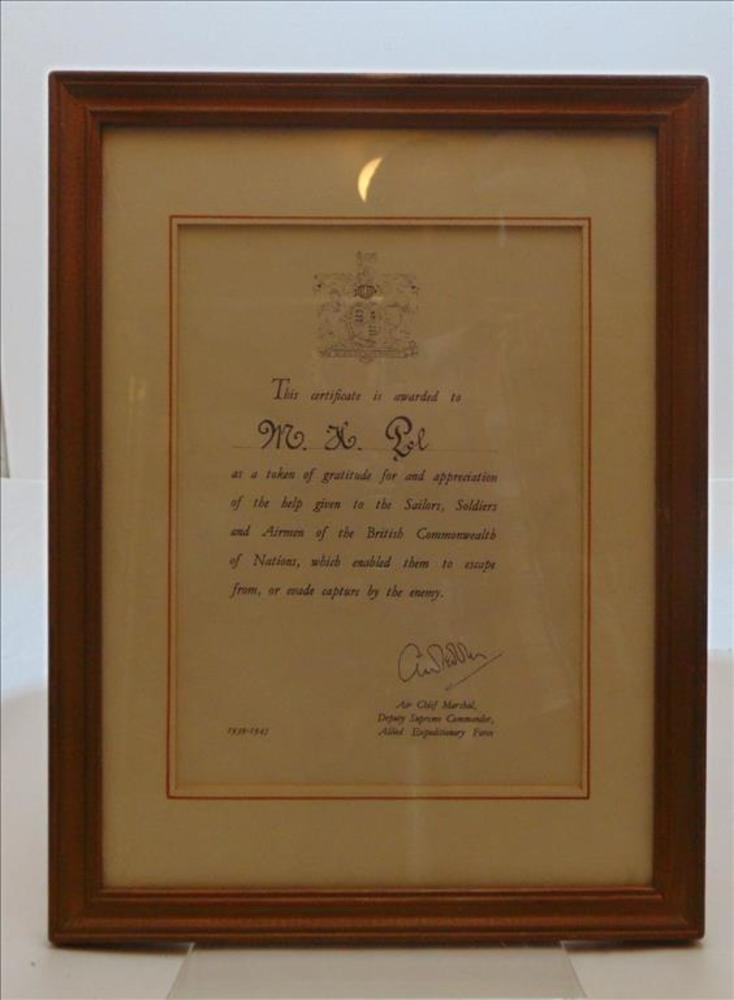 This certificate is awarded to
M. H. Pol
as a token of gratitude for and appreciation
of the help given to the Sailors, Soldiers
and Airmen of the British Commonwealth
of Nations, which enabled them to escape
from, or evade capture by the enemy.
Air Chief Marshal,
Deputy Supreme Commander,
1939-1945
Allied Expeditionary Force